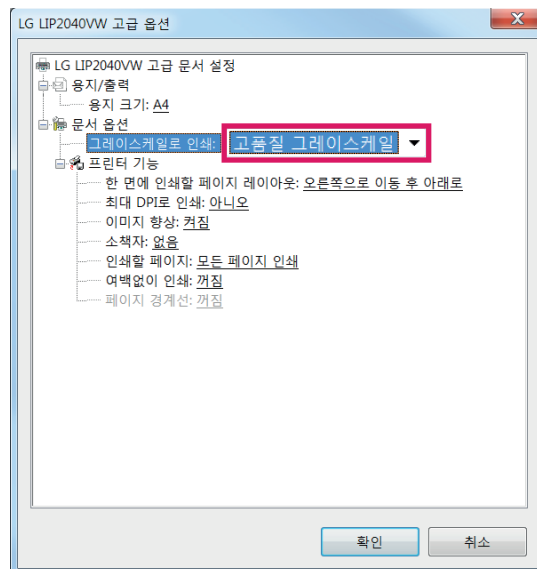 LG LIP2040VW 고급 옵션
LG LIP2040VW 고급 문서 설정
용지/출력
용지 크기: A4
문서 옵션
그레이스케일로 인쇄: 고품질 그레이스케일
프린터 기능
한 면에 인쇄할 페이지 레이아웃: 오른쪽으로 이동 후 아래로
최대 DPI로 인쇄: 아니오
이미지 향상: 켜짐
소책자: 없음
인쇄할 페이지: 모든 페이지 인쇄
여백없이 인쇄: 꺼짐
페이지 경계선: 꺼짐
확인 취소